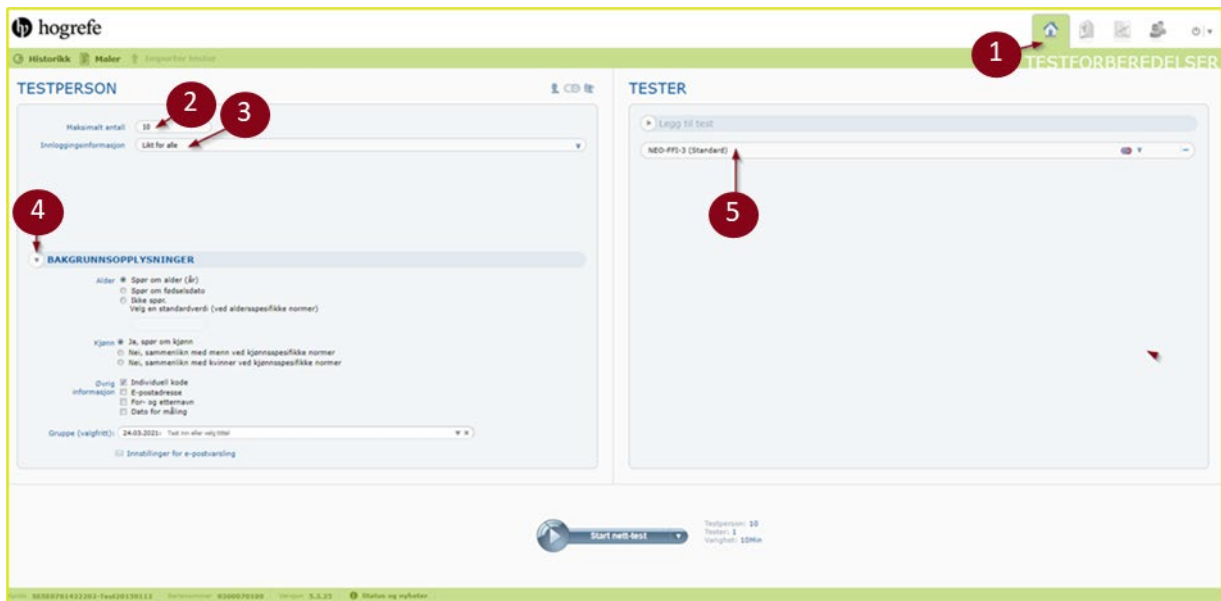 hogrefe
1
Historikk Maler Importer tester
TESTFORBEREDELSER
TESTPERSON
2
3
Maksimalt antall 10
Innloggingsinformasjon Likt for alle
4
BAKGRUNNSOPPLYSNINGER
Alder Spør om alder (år)
Spør om fødselsdato
Ikke spør.
Velg en standardverdi (ved aldersspesifikke normer)
Kjønn Ja, spør om kjønn
Nei, sammenlikn med menn ved kjønnsspesifikke normer
Nei, sammenlikn med kvinner ved kjønnsspesifikke normer
Øvrig informasjon
Individuell kode
E-postadresse
For- og etternavn
Dato for måling
Gruppe (valgfritt): 24.03.2021: Tast inn eller velg tittel
Innstillinger for e-postvarsling
TESTER
Legg til test
NEO-FFI-3 (Standard)
5
Start nett-test
Testperson: 10
Tester: 1
Varighet: 10Min
Versjon 5.3.25 Status og nyheter